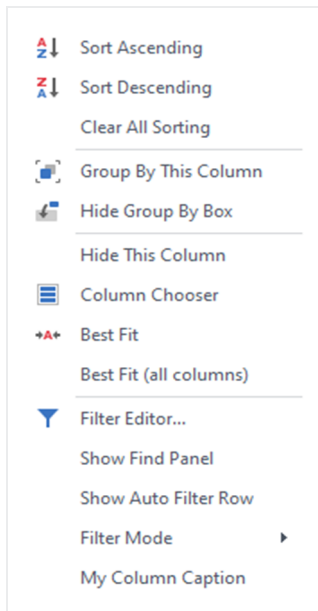 Sort Ascending
Sort Descending
Clear All Sorting
Group By This Column
Hide Group By Box
Hide This Column
Column Chooser
Best Fit
Best Fit (all columns)
Filter Editor...
Show Find Panel
Show Auto Filter Row
Filter Mode
My Column Caption